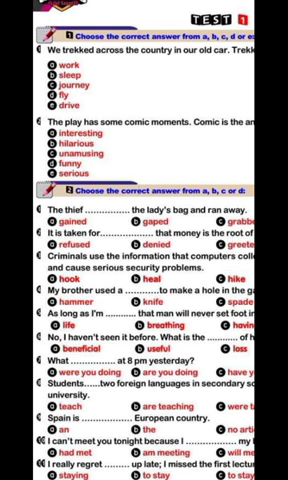 TEST 1
1 Choose the correct answer from a, b, c, d or e
We trekked across the country in our old car. Trekk
a work
b sleep
c journey
d fly
e drive
The play has some comic moments. Comic is the an
a interesting
b hilarious
c unamusing
d funny
e serious
2 Choose the correct answer from a, b, c or d:
The thief ............... the lady's bag and ran away.
a gained b gaped c grabbe
It is taken for.................. that money is the root of
a refused b denied c greete
Criminals use the information that computers coll
and cause serious security problems.
a hook b heal c hike
My brother used a ............to make a hole in the ga
a hammer b knife c spade
As long as I'm ........... that man will never set foot in
a life b breathing c havin
No, I haven't seen it before. What is the ........ of h
a beneficial b useful c loss
What ............... at 8 pm yesterday?
a were you doing b are you doing c have y
Students......two foreign languages in secondary sc
university.
a teach b are teaching c were t
Spain is ................. European country.
a an b the c no arti
I can't meet you tonight because I ................. my
a had met b am meeting c will me
I really regret .......... up late; I missed the first lectur
a staying b to stay c to stay